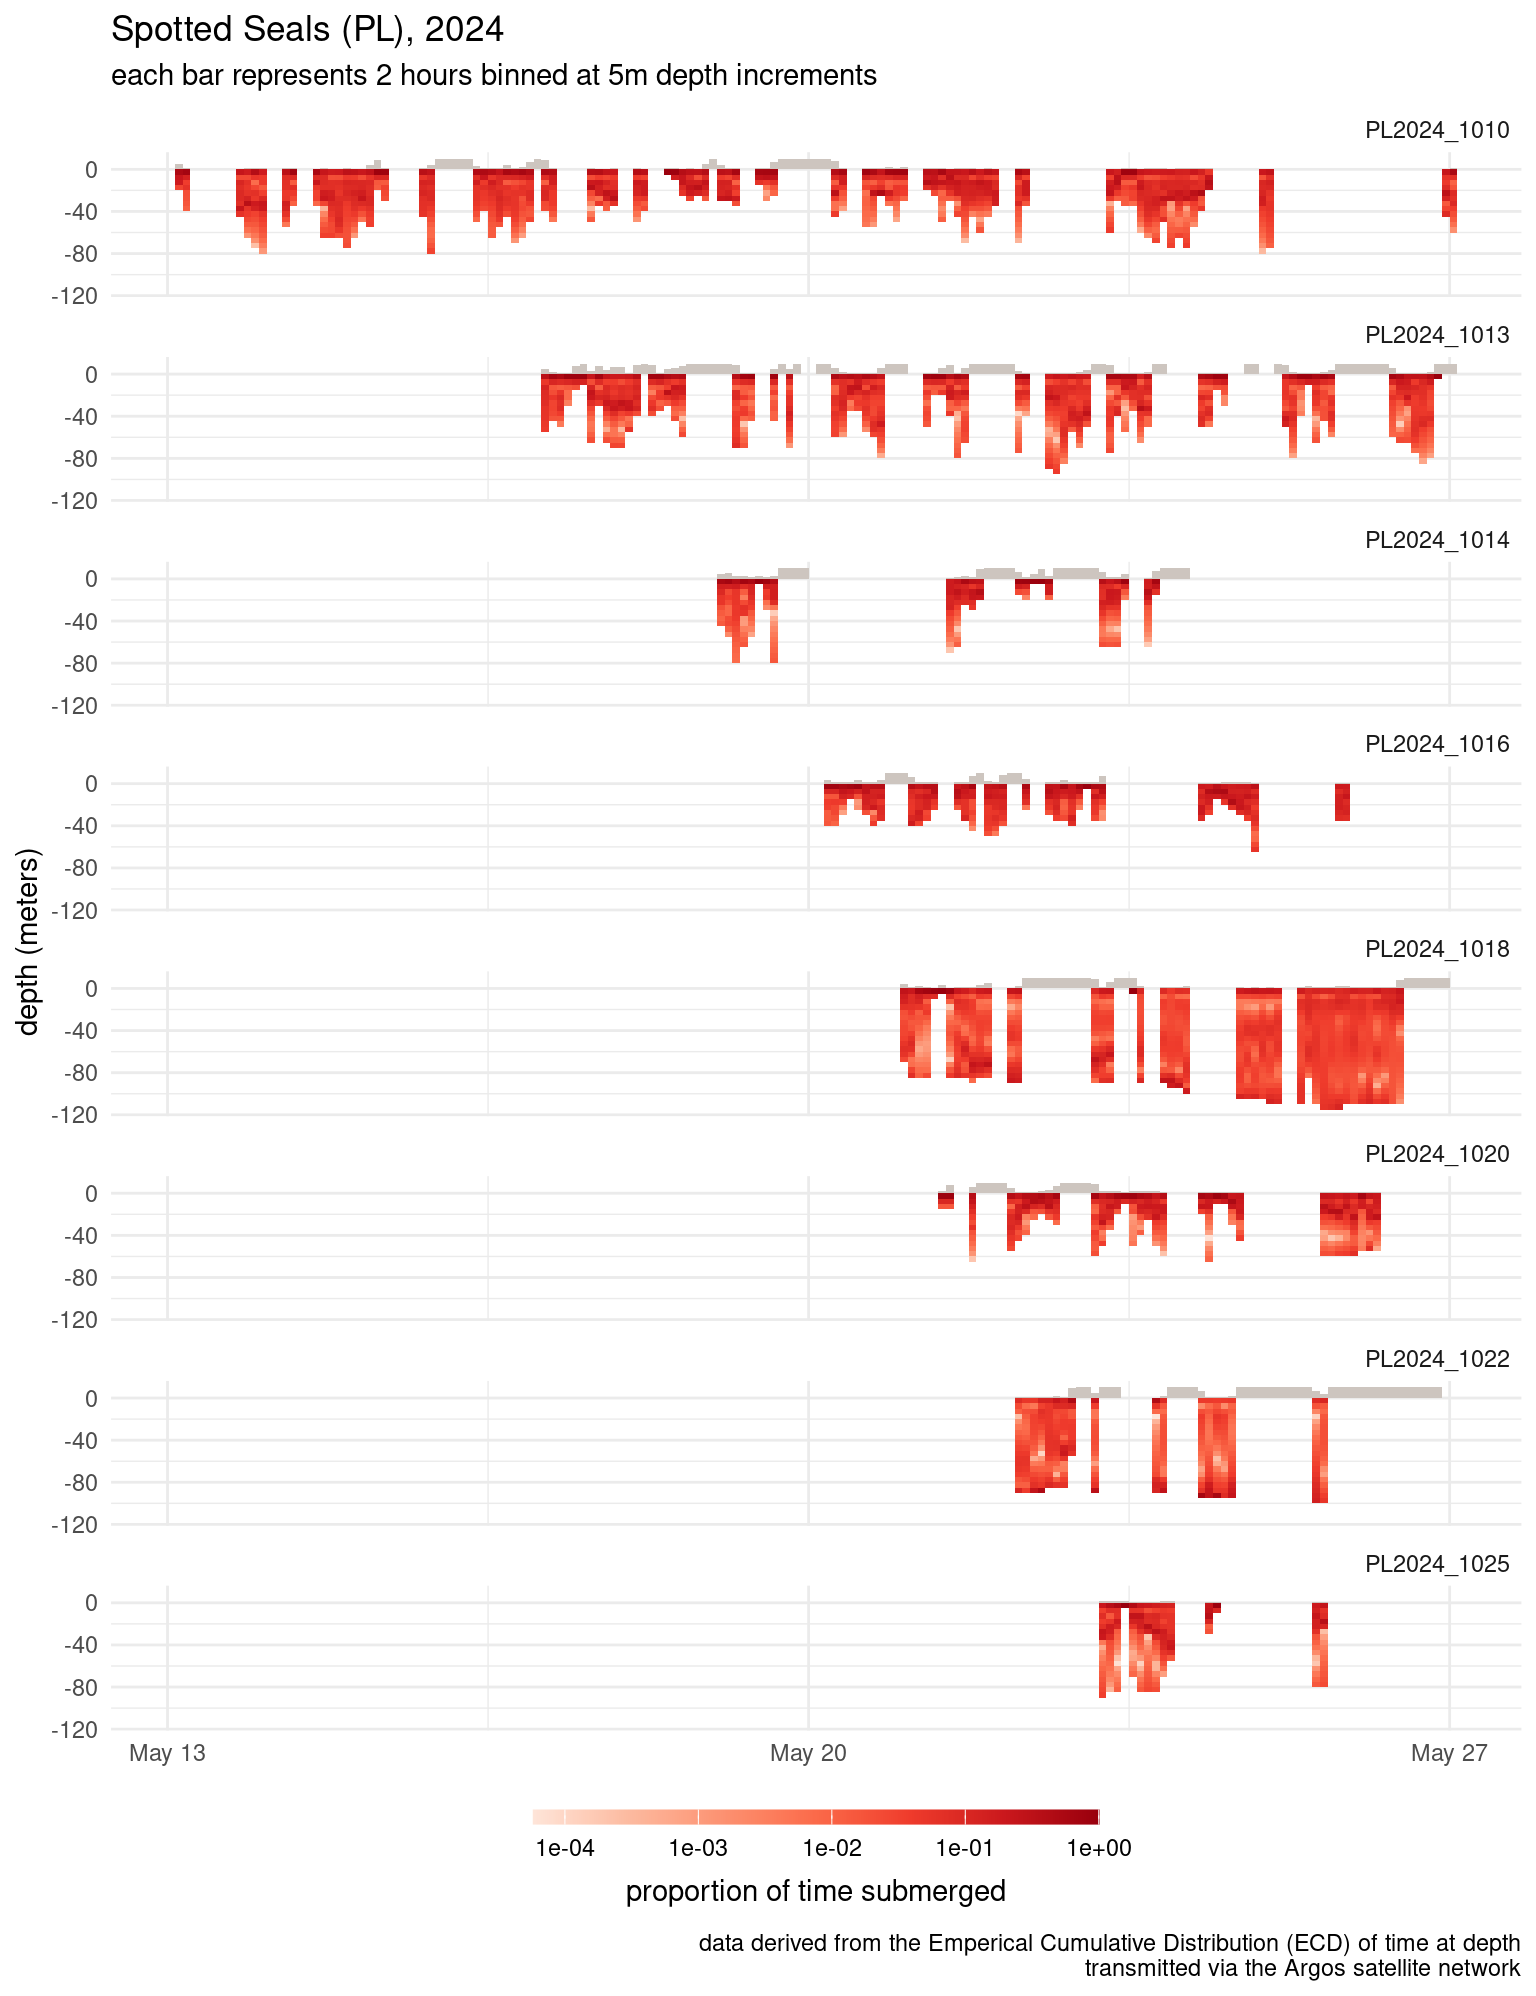 Spotted Seals (PL), 2024
each bar represents 2 hours binned at 5m depth increments
PL2024_1010
0
-40
-80
-120
PL2024_1013
0
-40
-80
-120
PL2024_1014
0
-40
-80
-120
PL2024_1016
0
-40
-80
-120
depth (meters)
PL2024_1018
0
-40
-80
-120
PL2024_1020
0
-40
-80
-120
PL2024_1022
0
-40
-80
-120
PL2024_1025
0
-40
-80
-120
May 13 May 20 May 27
1e-04 1e-03 1e-02 1e-01 1e+00
proportion of time submerged
data derived from the Emperical Cumulative Distribution (ECD) of time at depth
transmitted via the Argos satellite network